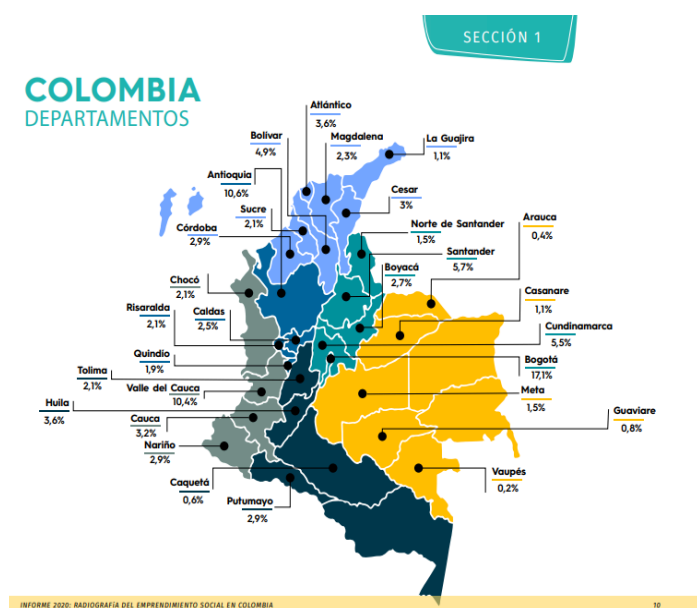 SECCIÓN 1
COLOMBIA
DEPARTAMENTOS
Atlántico
3,6%
Bolívar
4,9%
Magdalena
2,3%
La Guajira
1,1%
Antioquia
10,6%
Cesar
3%
Sucre
2,1%
Córdoba
2,9%
Norte de Santander
1,5%
Arauca
0,4%
Santander
5,7%
Boyacá
2,7%
Chocó
2,1%
Casanare
1,1%
Risaralda
2,1%
Caldas
2,5%
Cundinamarca
5,5%
Quindio
1,9%
Bogotá
17,1%
Tolima
2,1%
Valle del Cauca
10,4%
Meta
1,5%
Huila
3,6%
Cauca
3,2%
Guaviare
0,8%
Nariño
2,9%
Vaupés
0,2%
Caquetá
0,6%
Putumayo
2,9%
INFORME 2020: RADIOGRAFÍA DEL EMPRENDIMIENTO SOCIAL EN COLOMBIA
10